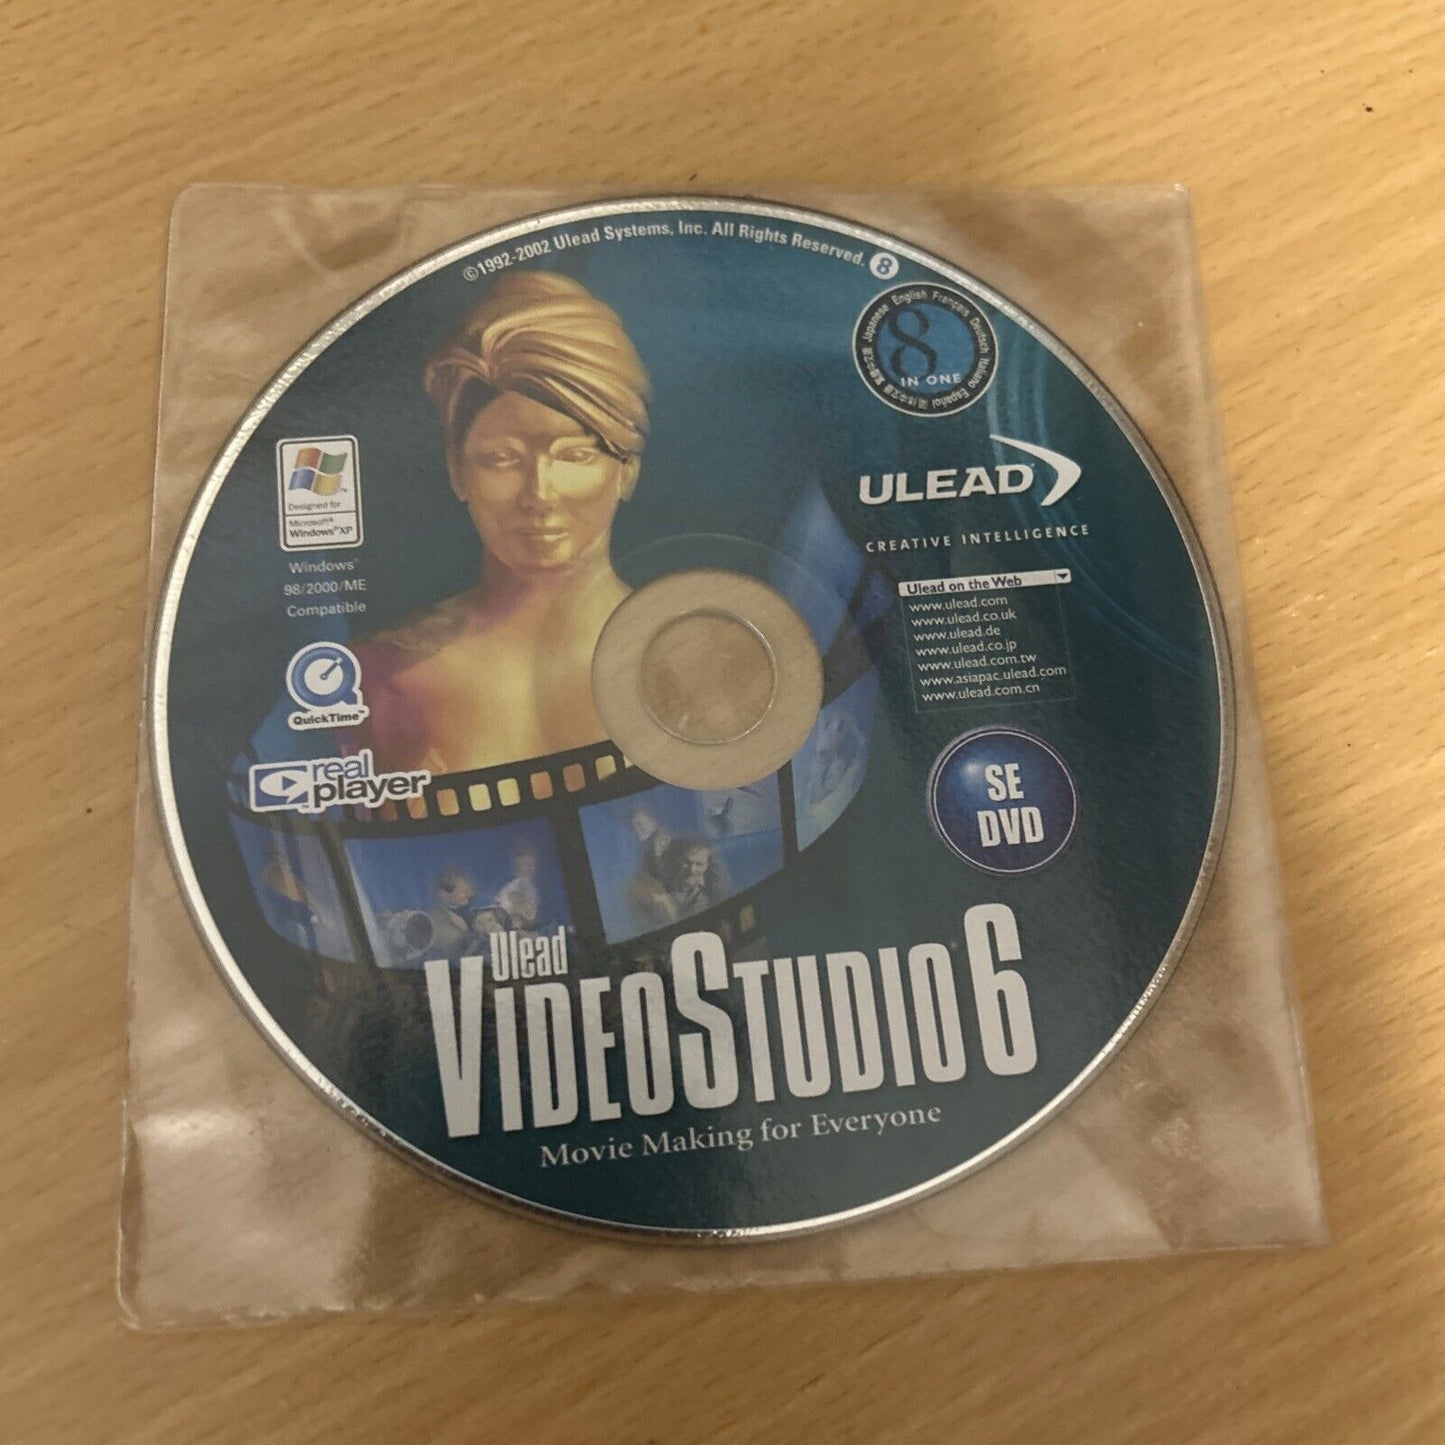 ©1992-2002 Ulead Systems, Inc. All Rights Reserved. 8
Japanese English Français Deutsch Italiano Español
8
IN ONE
ULEAD
CREATIVE INTELLIGENCE
Ulead on the Web
www.ulead.com
www.ulead.co.uk
www.ulead.de
www.ulead.co.jp
www.ulead.com.tw
www.asiapac.ulead.com
www.ulead.com.cn
SE
DVD
Designed for
Microsoft®
Windows®XP
Windows®
98/2000/ME
Compatible
QuickTime™
real
player
Ulead
VIDEOSTUDIO 6
Movie Making for Everyone